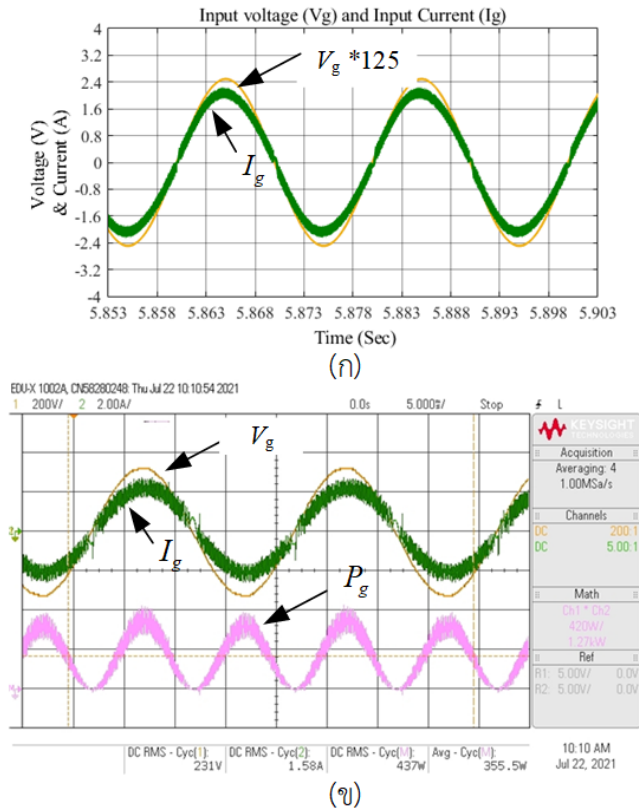 Input voltage (Vg) and Input Current (Ig)
4
3.2
2.4
1.6
0.8
0
-0.8
-1.6
-2.4
-3.2
-4
Voltage (V)
& Current (A)
Vg *125
Ig
5.853 5.858 5.863 5.868 5.873 5.878 5.883 5.888 5.893 5.898 5.903
Time (Sec)
(ก)
EDU-X 1002A, CN58280248: Thu Jul 22 10:10:54 2021
1 200V/ 2 2.00A/ 0.0s 5.000ms/ Stop L
Vg
Ig
Pg
KEYSIGHT
TECHNOLOGIES
Acquisition
Averaging: 4
1.00MSa/s
Channels
DC 200:1
DC 5.00:1
Math
Ch1 * Ch2
420W/
1.27kW
Ref
R1: 5.00V/ 0.0V
R2: 5.00V/ 0.0V
DC RMS - Cyc(1): DC RMS - Cyc(2): DC RMS - Cyc(M): Avg - Cyc(M):
231V 1.58A 437W 355.5W
10:10 AM
Jul 22, 2021
(ข)